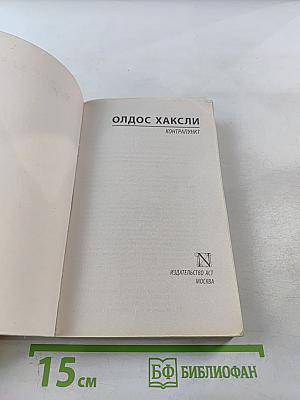 ОЛДОС ХАКСЛИ
КОНТРАПУНКТ
N
ИЗДАТЕЛЬСТВО АСТ
МОСКВА
15 см
БФ БИБЛИОФАН